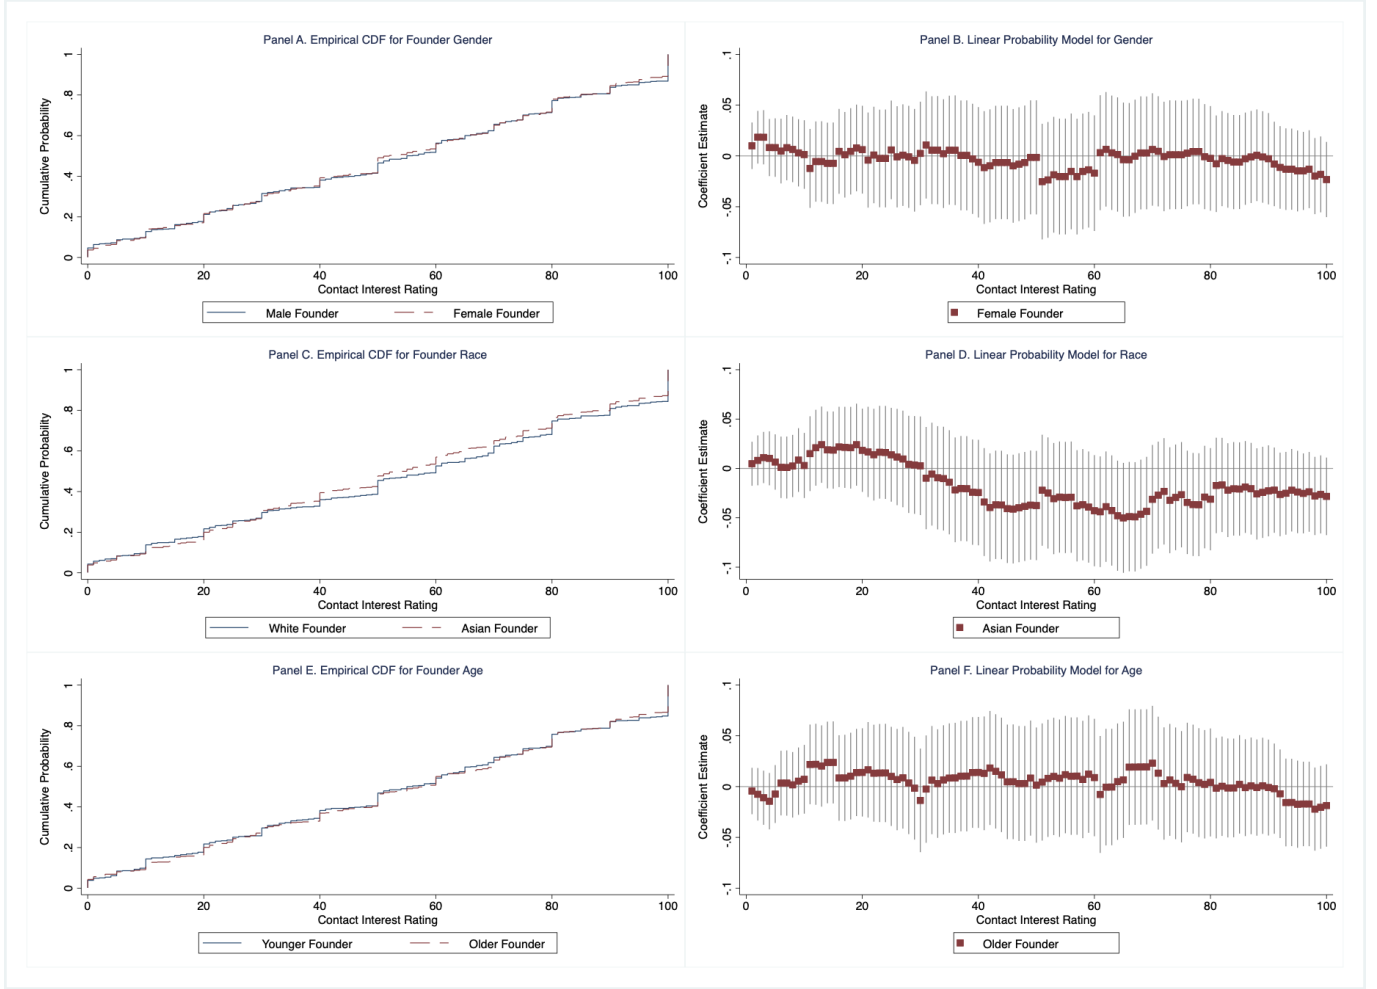 Panel A. Empirical CDF for Founder Gender
Cumulative Probability
1
.8
.6
.4
.2
0
0 20 40 60 80 100
Contact Interest Rating
Male Founder Female Founder
Panel B. Linear Probability Model for Gender
Coefficient Estimate
.1
.05
0
-.05
-.1
0 20 40 60 80 100
Contact Interest Rating
Female Founder
Panel C. Empirical CDF for Founder Race
Cumulative Probability
1
.8
.6
.4
.2
0
0 20 40 60 80 100
Contact Interest Rating
White Founder Asian Founder
Panel D. Linear Probability Model for Race
Coefficient Estimate
.1
.05
0
-.05
-.1
0 20 40 60 80 100
Contact Interest Rating
Asian Founder
Panel E. Empirical CDF for Founder Age
Cumulative Probability
1
.8
.6
.4
.2
0
0 20 40 60 80 100
Contact Interest Rating
Younger Founder Older Founder
Panel F. Linear Probability Model for Age
Coefficient Estimate
.1
.05
0
-.05
-.1
0 20 40 60 80 100
Contact Interest Rating
Older Founder